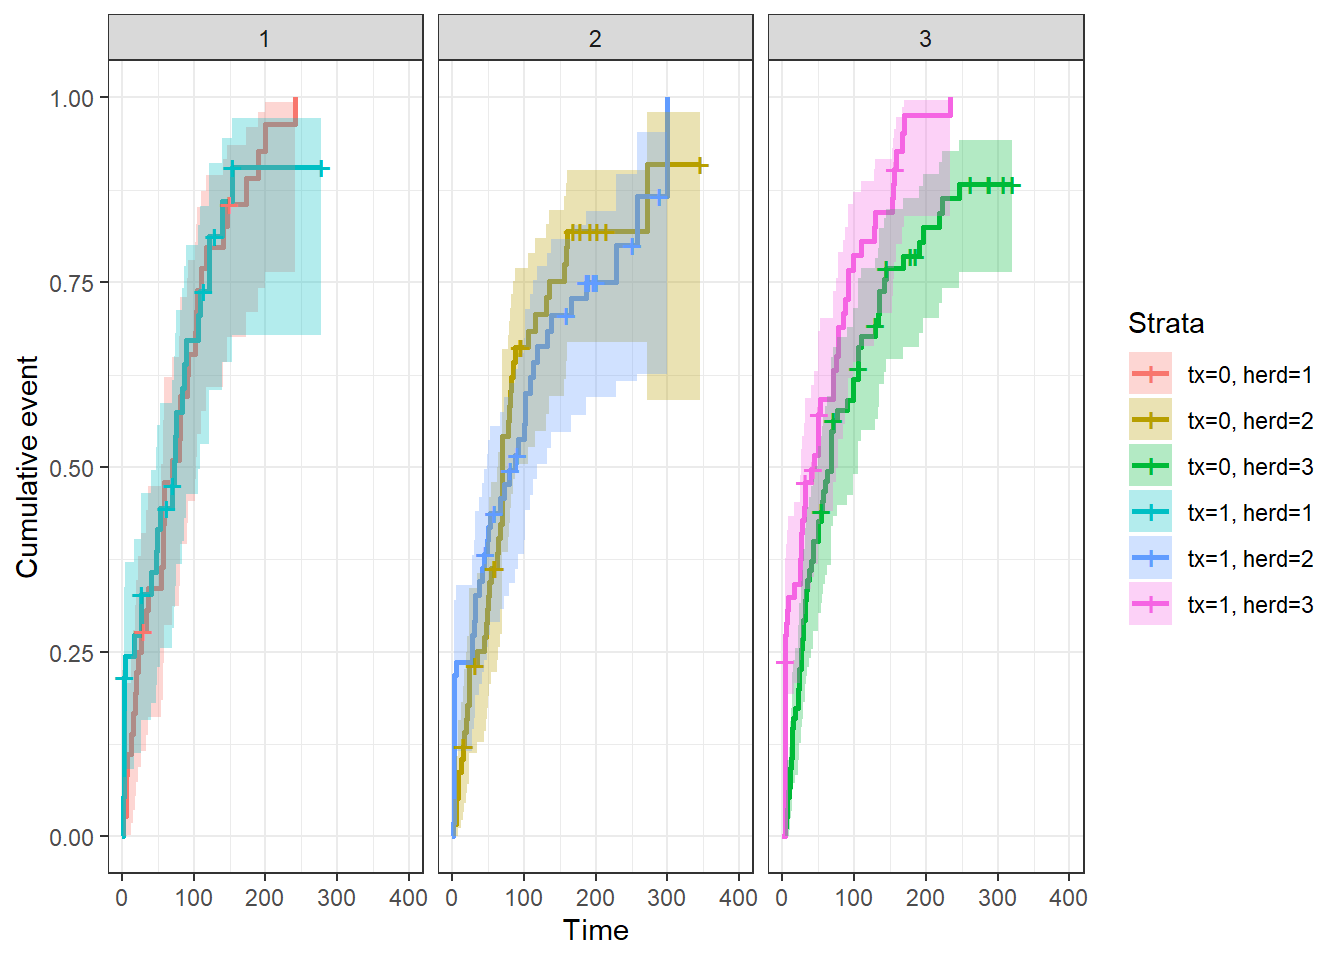 1 2 3
1.00
0.75
0.50
0.25
0.00
Cumulative event
0 100 200 300 400 0 100 200 300 400 0 100 200 300 400
Time
Strata
tx=0, herd=1
tx=0, herd=2
tx=0, herd=3
tx=1, herd=1
tx=1, herd=2
tx=1, herd=3